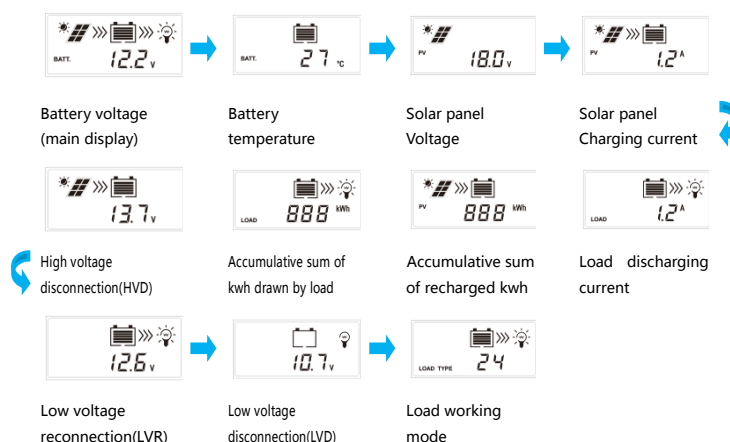 BATT. 12.2 v
BATT. 27 °C
PV 18.0 v
PV 1.2 A
Battery voltage
(main display)
Battery
temperature
Solar panel
Voltage
Solar panel
Charging current
13.7 v
LOAD 888 kWh
PV 888 kWh
LOAD 1.2 A
High voltage
disconnection(HVD)
Accumulative sum of
kwh drawn by load
Accumulative sum
of recharged kwh
Load discharging
current
12.6 v
10.7 v
LOAD TYPE 24
Low voltage
reconnection(LVR)
Low voltage
disconnection(LVD)
Load working
mode